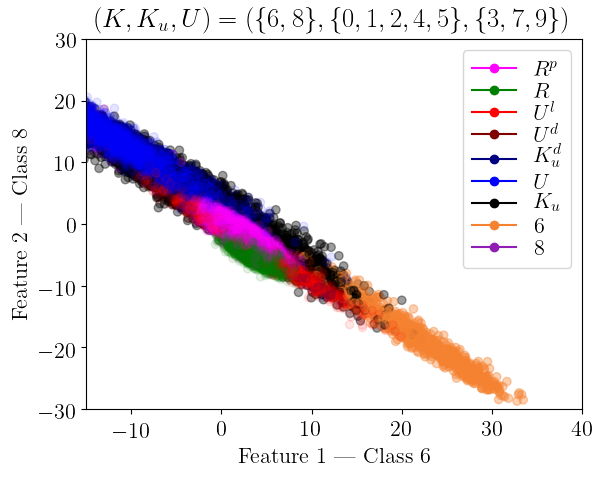 (K, K_u, U) = ({6, 8}, {0, 1, 2, 4, 5}, {3, 7, 9})
30
20
10
0
−10
−20
−30
Feature 2 — Class 8
R^p
R
U^l
U^d
K_u^d
U
K_u
6
8
−10
0
10
20
30
40
Feature 1 — Class 6